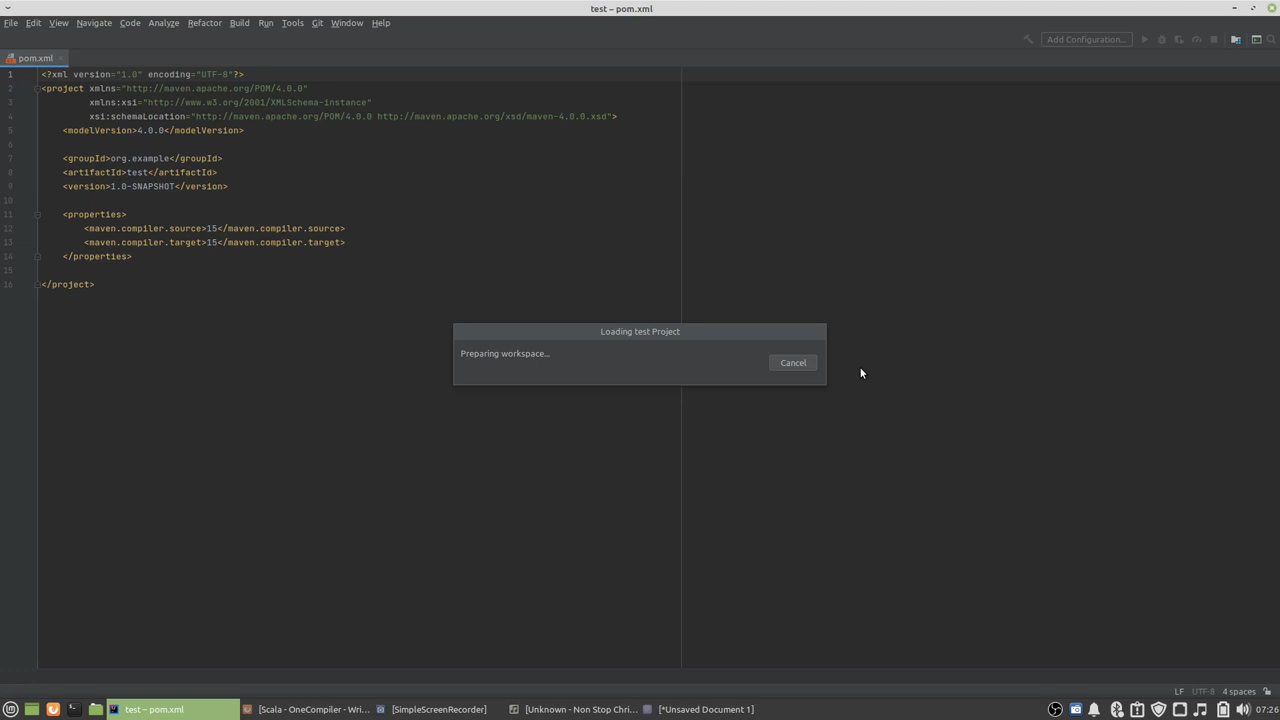 test – pom.xml
File Edit View Navigate Code Analyze Refactor Build Run Tools Git Window Help
Add Configuration...
pom.xml
1 <?xml version="1.0" encoding="UTF-8"?>
2 <project xmlns="http://maven.apache.org/POM/4.0.0"
3 xmlns:xsi="http://www.w3.org/2001/XMLSchema-instance"
4 xsi:schemaLocation="http://maven.apache.org/POM/4.0.0 http://maven.apache.org/xsd/maven-4.0.0.xsd">
5 <modelVersion>4.0.0</modelVersion>
6
7 <groupId>org.example</groupId>
8 <artifactId>test</artifactId>
9 <version>1.0-SNAPSHOT</version>
10
11 <properties>
12 <maven.compiler.source>15</maven.compiler.source>
13 <maven.compiler.target>15</maven.compiler.target>
14 </properties>
15
16 </project>
Loading test Project
Preparing workspace...
Cancel
LF UTF-8 4 spaces
test – pom.xml [Scala - OneCompiler - Wri... [SimpleScreenRecorder] [Unknown - Non Stop Chri... [*Unsaved Document 1] 07:26